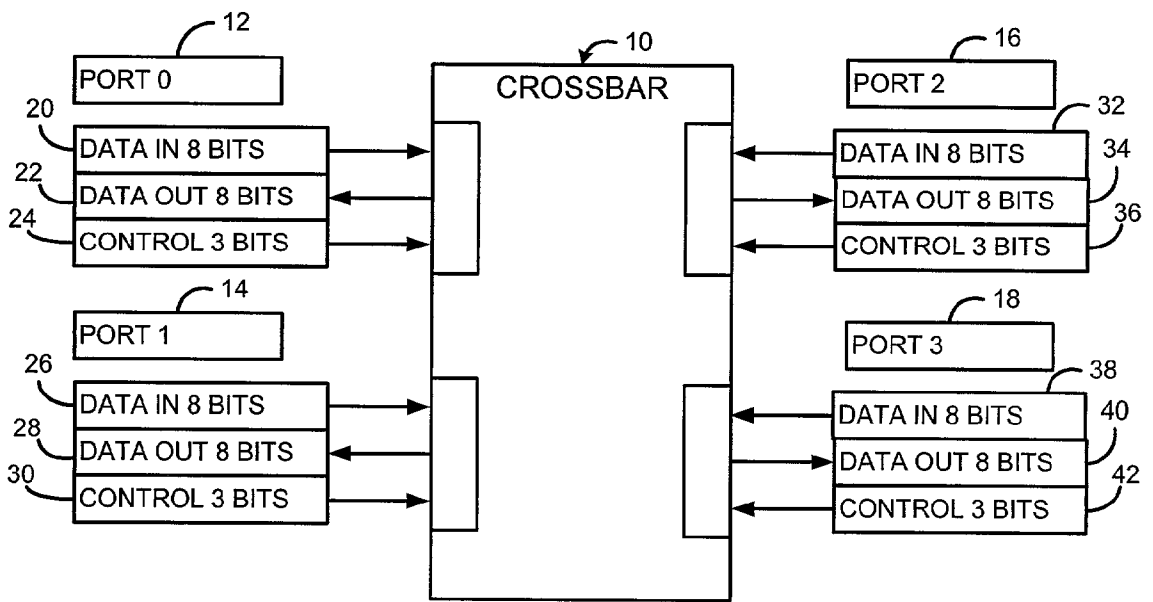 12
PORT 0
20
DATA IN 8 BITS
22
DATA OUT 8 BITS
24
CONTROL 3 BITS
14
PORT 1
26
DATA IN 8 BITS
28
DATA OUT 8 BITS
30
CONTROL 3 BITS
10
CROSSBAR
16
PORT 2
32
DATA IN 8 BITS
34
DATA OUT 8 BITS
36
CONTROL 3 BITS
18
PORT 3
38
DATA IN 8 BITS
40
DATA OUT 8 BITS
42
CONTROL 3 BITS